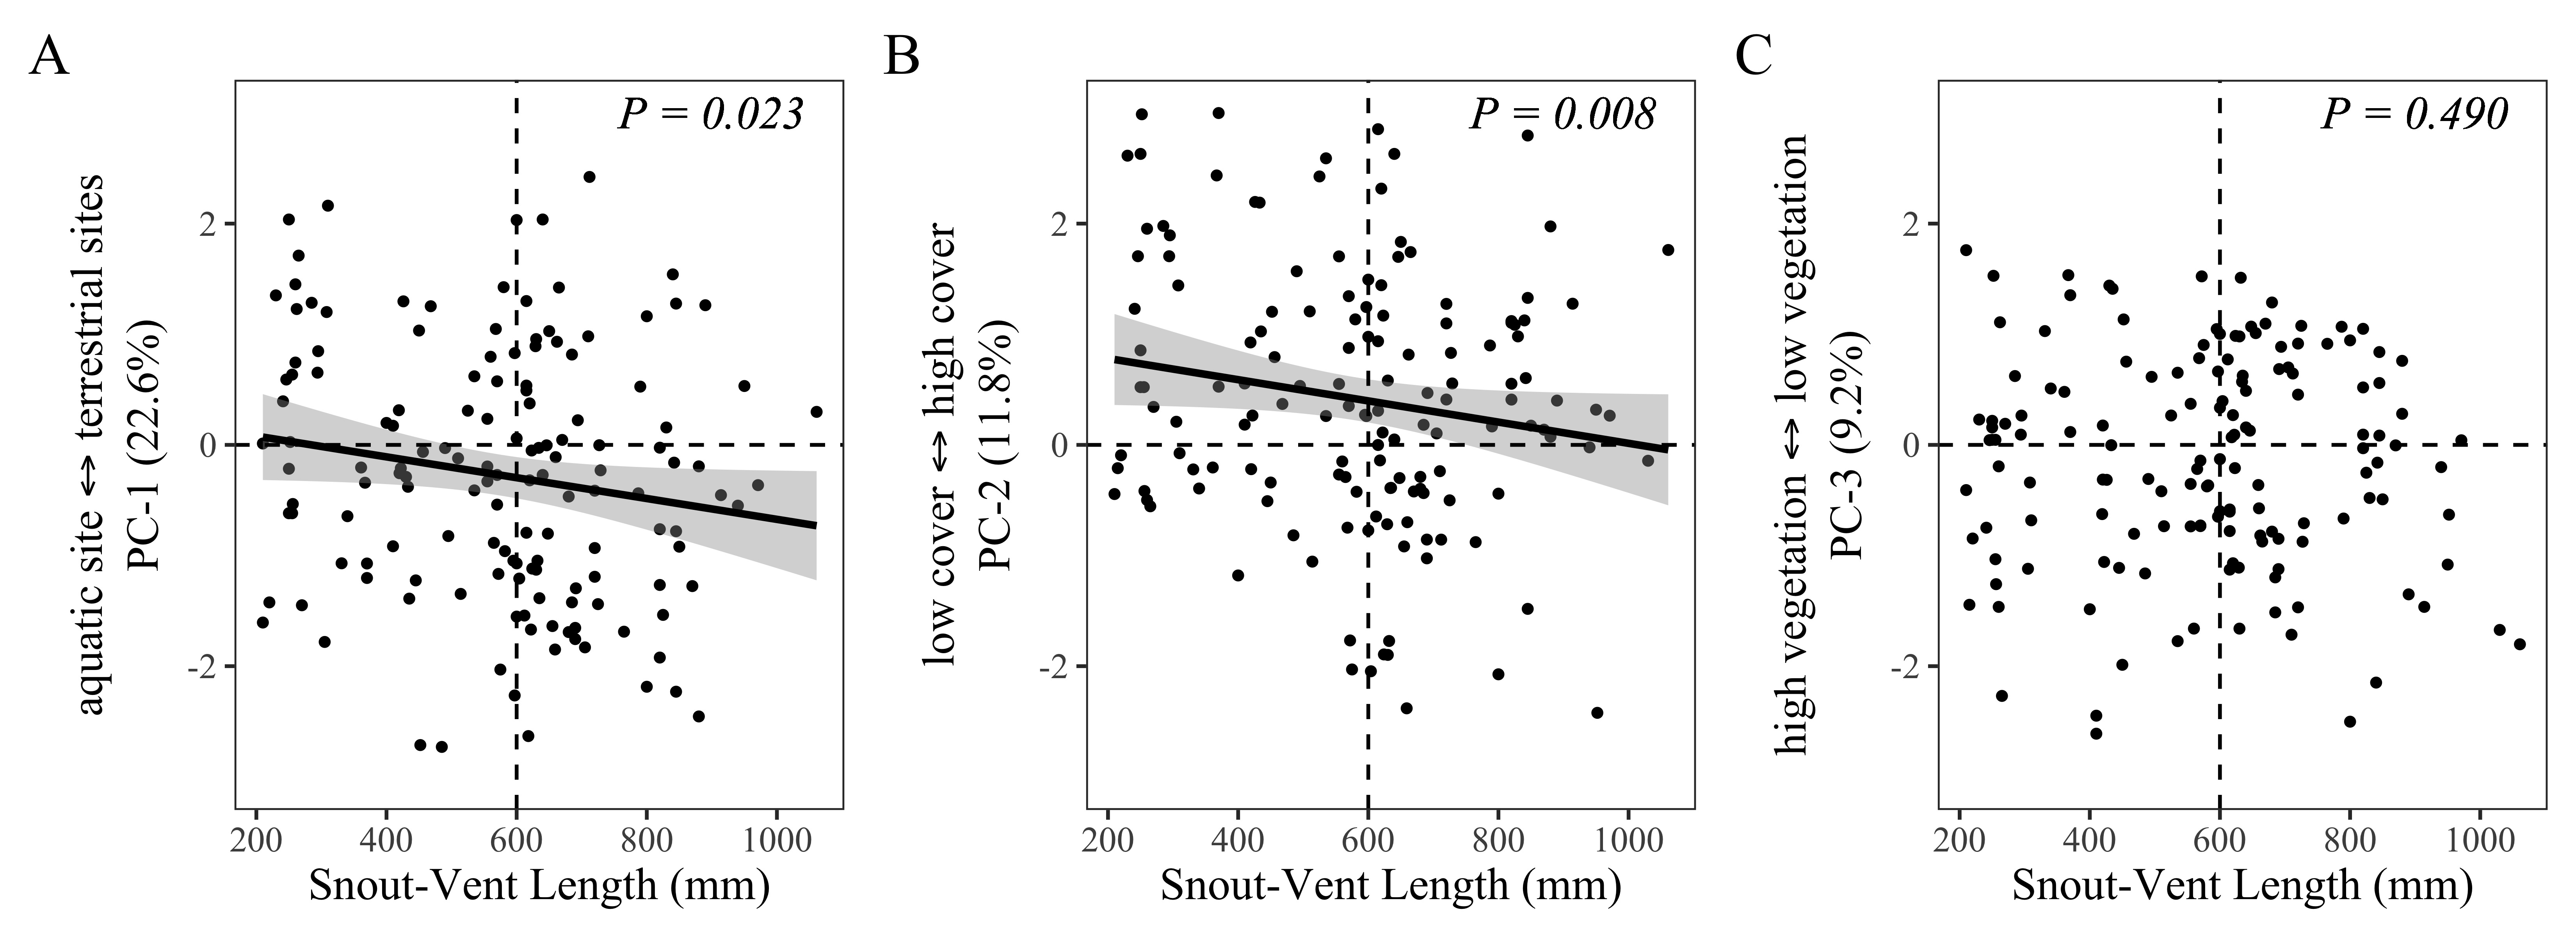 A
aquatic site ⇔ terrestrial sites
PC-1 (22.6%)
P = 0.023
2
0
-2
200 400 600 800 1000
Snout-Vent Length (mm)
B
low cover ⇔ high cover
PC-2 (11.8%)
P = 0.008
2
0
-2
200 400 600 800 1000
Snout-Vent Length (mm)
C
high vegetation ⇔ low vegetation
PC-3 (9.2%)
P = 0.490
2
0
-2
200 400 600 800 1000
Snout-Vent Length (mm)